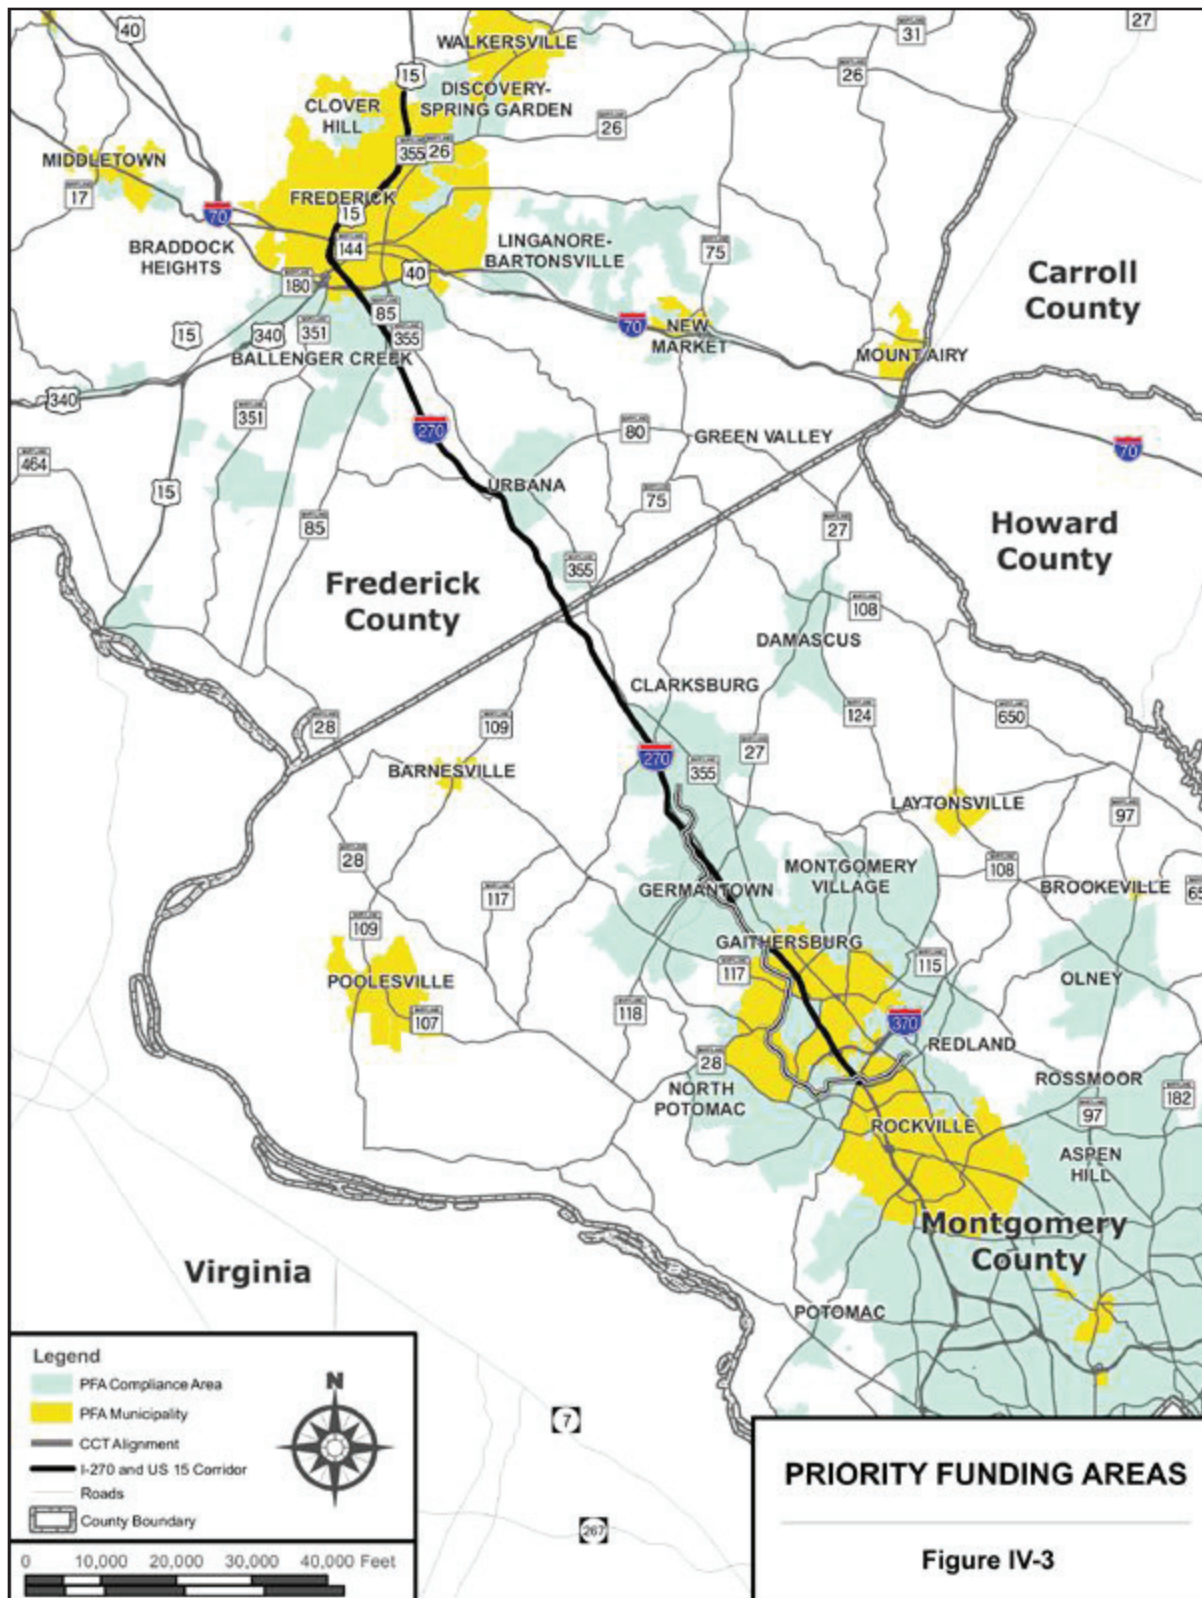 27
40
31
WALKERSVILLE
15
26
DISCOVERY-
SPRING GARDEN
CLOVER
HILL
26
355
26
MIDDLETOWN
17
FREDERICK
70
15
LINGANORE-
BARTONSVILLE
144
75
BRADDOCK
HEIGHTS
Carroll
County
180
40
85
70
NEW
MARKET
15
340
351
355
BALLENGER CREEK
MOUNT AIRY
340
351
270
80
GREEN VALLEY
70
464
URBANA
15
75
85
27
Howard
County
355
Frederick
County
108
DAMASCUS
CLARKSBURG
28
109
124
650
27
270
355
BARNESVILLE
LAYTONSVILLE
97
28
MONTGOMERY
VILLAGE
108
GERMANTOWN
BROOKEVILLE
65
117
109
GAITHERSBURG
117
115
POOLESVILLE
OLNEY
107
118
370
REDLAND
28
NORTH
POTOMAC
ROSSMOOR
182
97
ROCKVILLE
ASPEN
HILL
Montgomery
County
Virginia
POTOMAC
Legend
PFA Compliance Area
PFA Municipality
CCT Alignment
I-270 and US 15 Corridor
Roads
County Boundary
N
7
267
0 10,000 20,000 30,000 40,000 Feet
PRIORITY FUNDING AREAS
Figure IV-3